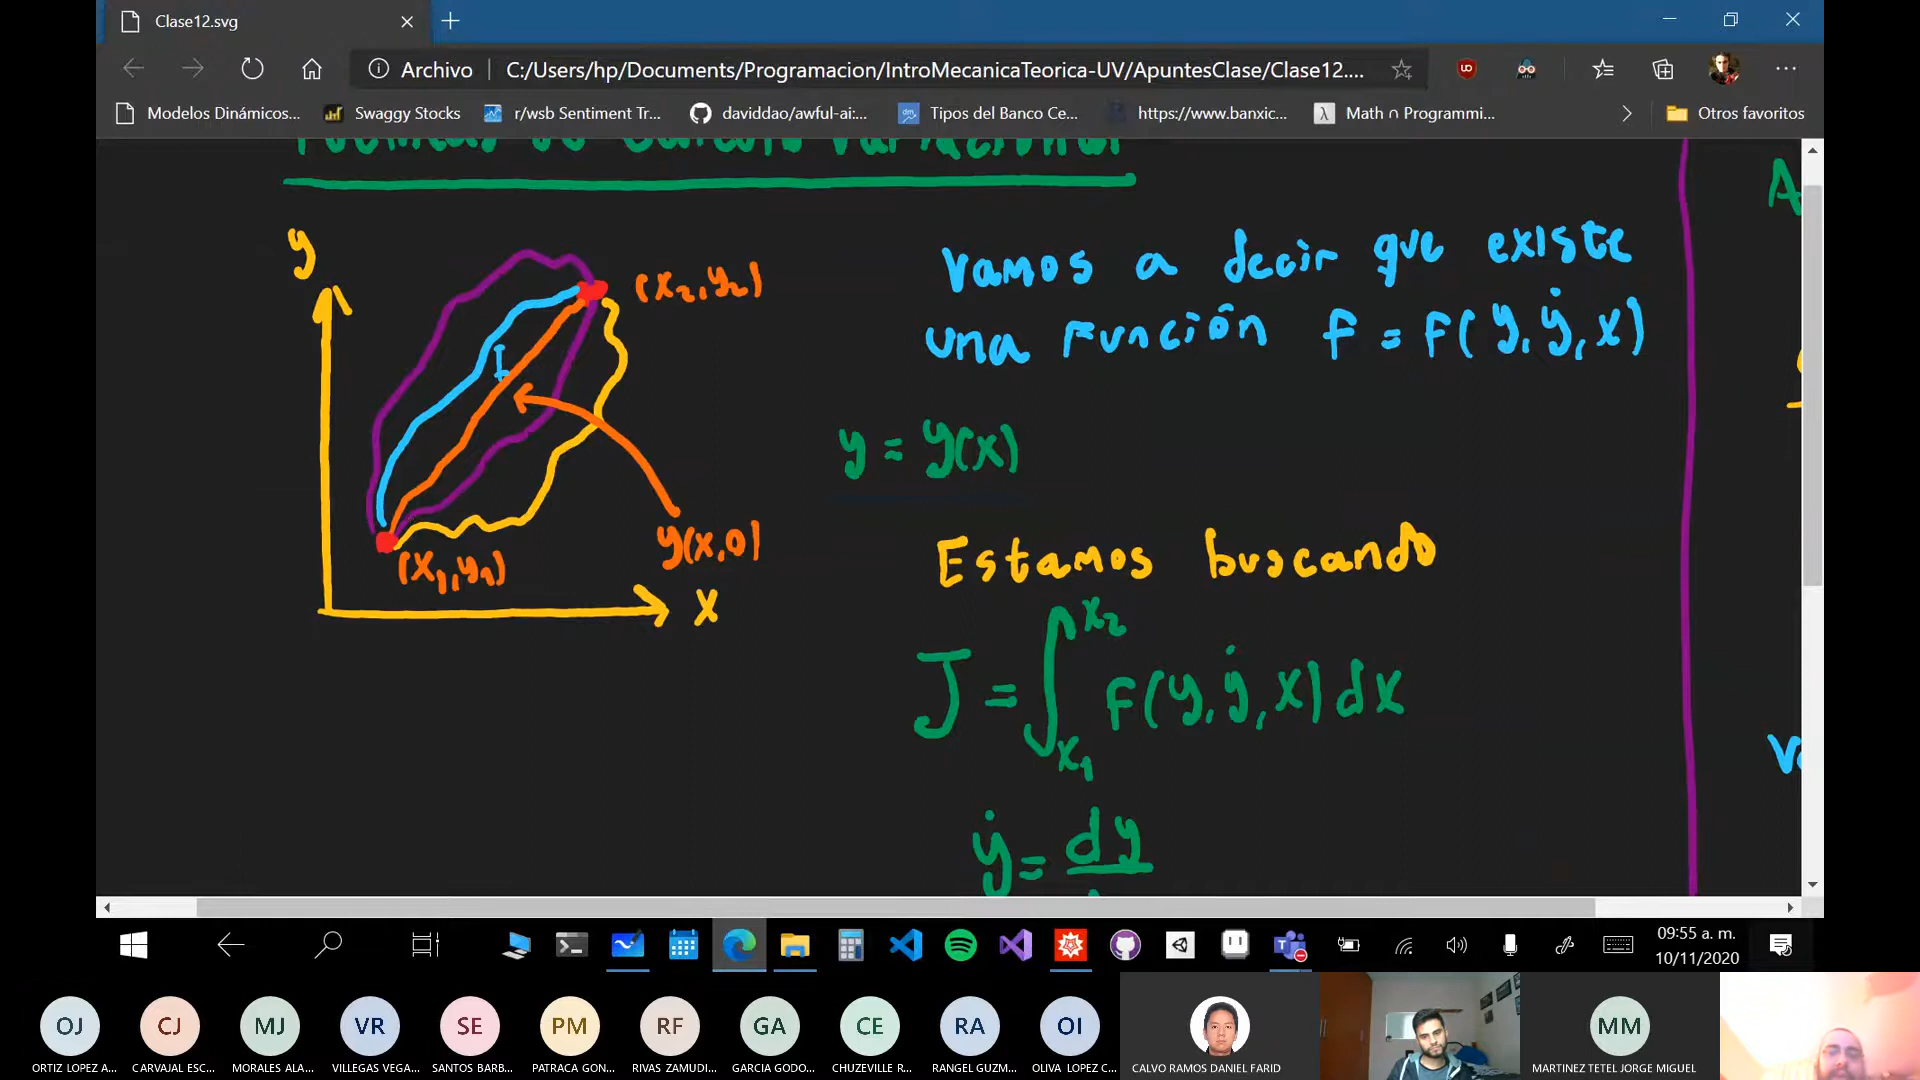 Clase12.svg
Archivo
C:/Users/hp/Documents/Programacion/IntroMecanicaTeorica-UV/ApuntesClase/Clase12....
Modelos Dinámicos...
Swaggy Stocks
r/wsb Sentiment Tr...
daviddao/awful-ai:...
Tipos del Banco Ce...
https://www.banxic...
Math ∩ Programmi...
Otros favoritos
y
(x₂,y₂)
(x₁,y₁)
y(x,0)
x
Vamos a decir que existe
una Función f = f(y,ẏ,x)
y = y(x)
Estamos buscando
J = ∫ₓ₁ˣ² f(y,ẏ,x)dx
ẏ = dy
09:55 a. m.
10/11/2020
OJ
CJ
MJ
VR
SE
PM
RF
GA
CE
RA
OI
MM
ORTIZ LOPEZ A...
CARVAJAL ESC...
MORALES ALA...
VILLEGAS VEGA...
SANTOS BARB...
PATRACA GON...
RIVAS ZAMUDI...
GARCIA GODO...
CHUZEVILLE R...
RANGEL GUZM...
OLIVA LOPEZ C...
CALVO RAMOS DANIEL FARID
MARTINEZ TETEL JORGE MIGUEL